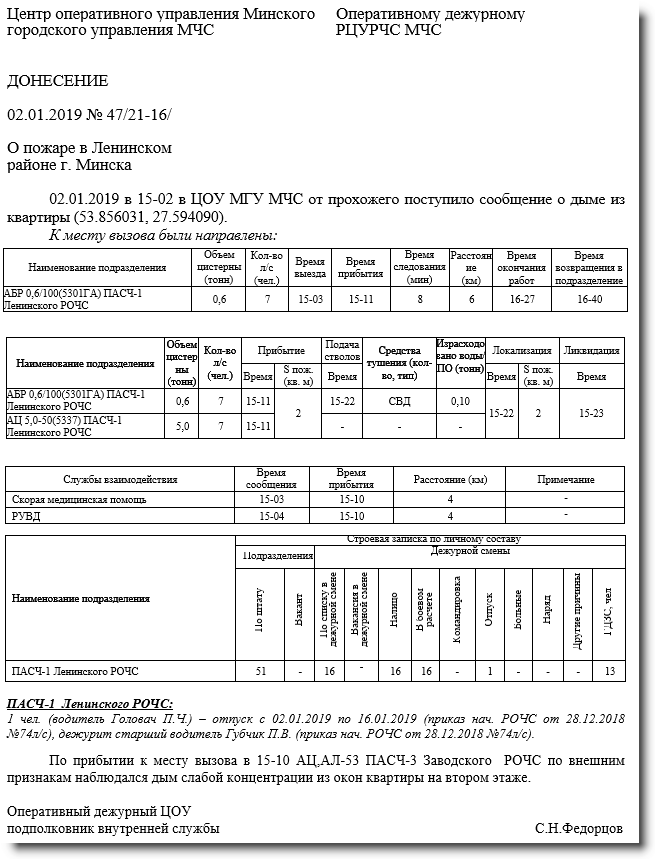 Центр оперативного управления Минского городского управления МЧС
Оперативному дежурному РЦУРЧС МЧС
ДОНЕСЕНИЕ
02.01.2019 № 47/21-16/
О пожаре в Ленинском
районе г. Минска
02.01.2019 в 15-02 в ЦОУ МГУ МЧС от прохожего поступило сообщение о дыме из
квартиры (53.856031, 27.594090).
К месту вызова были направлены:
Наименование подразделения | Объем цистерны (тонн) | Кол-во л/с (чел.) | Время выезда | Время прибытия | Время следования (мин) | Расстоян ие (км) | Время окончания работ | Время возвращения в подразделение
АБР 0,6/100(5301ГА) ПАСЧ-1 Ленинского РОЧС | 0,6 | 7 | 15-03 | 15-11 | 8 | 6 | 16-27 | 16-40
Наименование подразделения | Объем цистер ны (тонн) | Кол-во л/с (чел.) | Прибытие | Подача стволов | Средства тушения (кол-во, тип) | Израсходо вано воды/ ПО (тонн) | Локализация | Ликвидация
Время | S пож. (кв. м) | Время | Время | S пож. (кв. м) | Время
АБР 0,6/100(5301ГА) ПАСЧ-1 Ленинского РОЧС | 0,6 | 7 | 15-11 | 2 | 15-22 | СВД | 0,10 | 15-22 | 2 | 15-23
АЦ 5,0-50(5337) ПАСЧ-1 Ленинского РОЧС | 5,0 | 7 | 15-11 | - | - | -
Службы взаимодействия | Время сообщения | Время прибытия | Расстояние (км) | Примечание
Скорая медицинская помощь | 15-03 | 15-10 | 4 | -
РУВД | 15-04 | 15-10 | 4 | -
Наименование подразделения | Строевая записка по личному составу
Подразделения | Дежурной смены
По штату | Вакант | По списку в дежурной смене | Вакансия в дежурной смене | Налицо | В боевом расчете | Командировка | Отпуск | Больные | Наряд | Другие причины | ГДЗС, чел
ПАСЧ-1 Ленинского РОЧС | 51 | - | 16 | - | 16 | 16 | - | 1 | - | - | - | 13
ПАСЧ-1 Ленинского РОЧС:
1 чел. (водитель Головач П.Ч.) – отпуск с 02.01.2019 по 16.01.2019 (приказ нач. РОЧС от 28.12.2018
№74л/с), дежурит старший водитель Губчик П.В. (приказ нач. РОЧС от 28.12.2018 №74л/с).
По прибытии к месту вызова в 15-10 АЦ,АЛ-53 ПАСЧ-3 Заводского РОЧС по внешним
признакам наблюдался дым слабой концентрации из окон квартиры на втором этаже.
Оперативный дежурный ЦОУ
подполковник внутренней службы С.Н.Федорцов